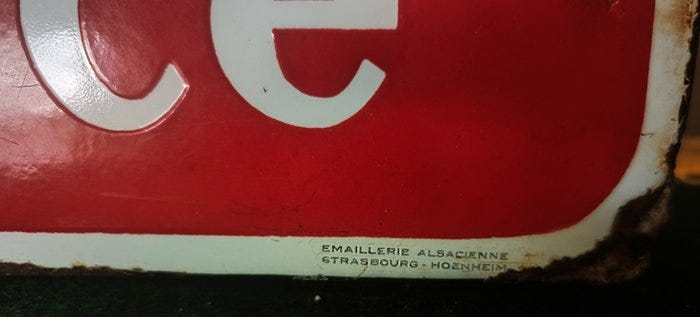 ce
EMAILLERIE ALSACIENNE
STRASBOURG - HOENHEIM